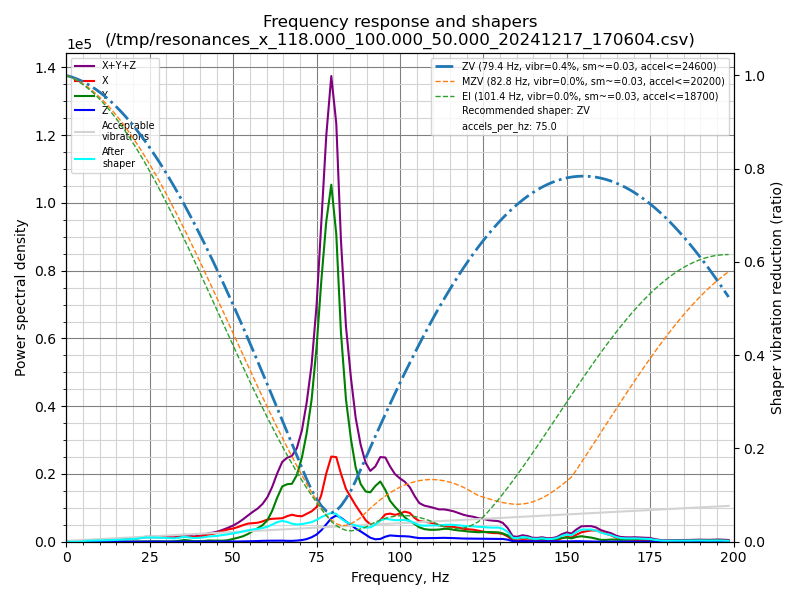 Frequency response and shapers
(/tmp/resonances_x_118.000_100.000_50.000_20241217_170604.csv)
1e5
X+Y+Z
X
Y
Z
Acceptable
vibrations
After
shaper
ZV (79.4 Hz, vibr=0.4%, sm~=0.03, accel<=24600)
MZV (82.8 Hz, vibr=0.0%, sm~=0.03, accel<=20200)
EI (101.4 Hz, vibr=0.0%, sm~=0.03, accel<=18700)
Recommended shaper: ZV
accels_per_hz: 75.0
Power spectral density
1.4
1.2
1.0
0.8
0.6
0.4
0.2
0.0
1.0
0.8
0.6
0.4
0.2
0.0
Shaper vibration reduction (ratio)
0 25 50 75 100 125 150 175 200
Frequency, Hz